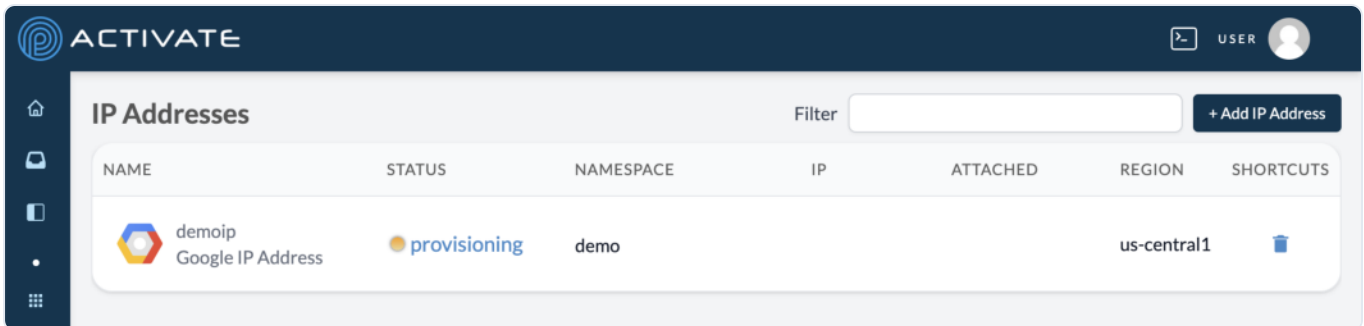 ACTIVATE
USER
IP Addresses
Filter
+ Add IP Address
NAME STATUS NAMESPACE IP ATTACHED REGION SHORTCUTS
demoip
Google IP Address
provisioning
demo
us-central1